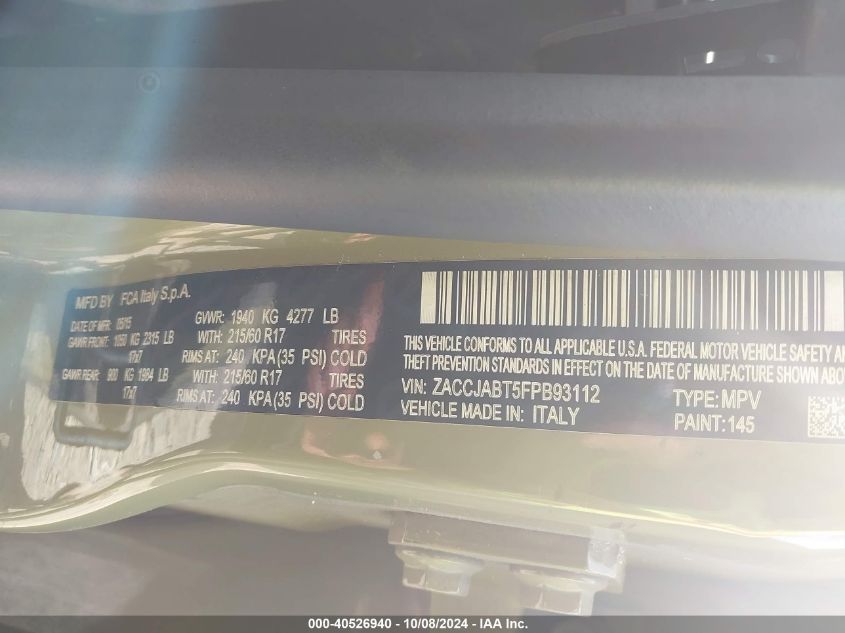 MFD BY FCA Italy S.p.A.
DATE OF MFR 05/15
GVWR: 1940 KG 4277 LB
GAWR FRONT: 1050 KG 2315 LB WITH: 215/60 R17 TIRES
17x7 RIMS AT: 240 KPA(35 PSI) COLD
GAWR REAR: 900 KG 1984 LB WITH: 215/60 R17 TIRES
17x7 RIMS AT: 240 KPA(35 PSI) COLD
THIS VEHICLE CONFORMS TO ALL APPLICABLE U.S.A. FEDERAL MOTOR VEHICLE SAFETY AN
THEFT PREVENTION STANDARDS IN EFFECT ON THE DATE OF MANUFACTURE SHOWN ABOV
VIN: ZACCJABT5FPB93112 TYPE: MPV
VEHICLE MADE IN: ITALY PAINT: 145
000-40526940 - 10/08/2024 - IAA Inc.